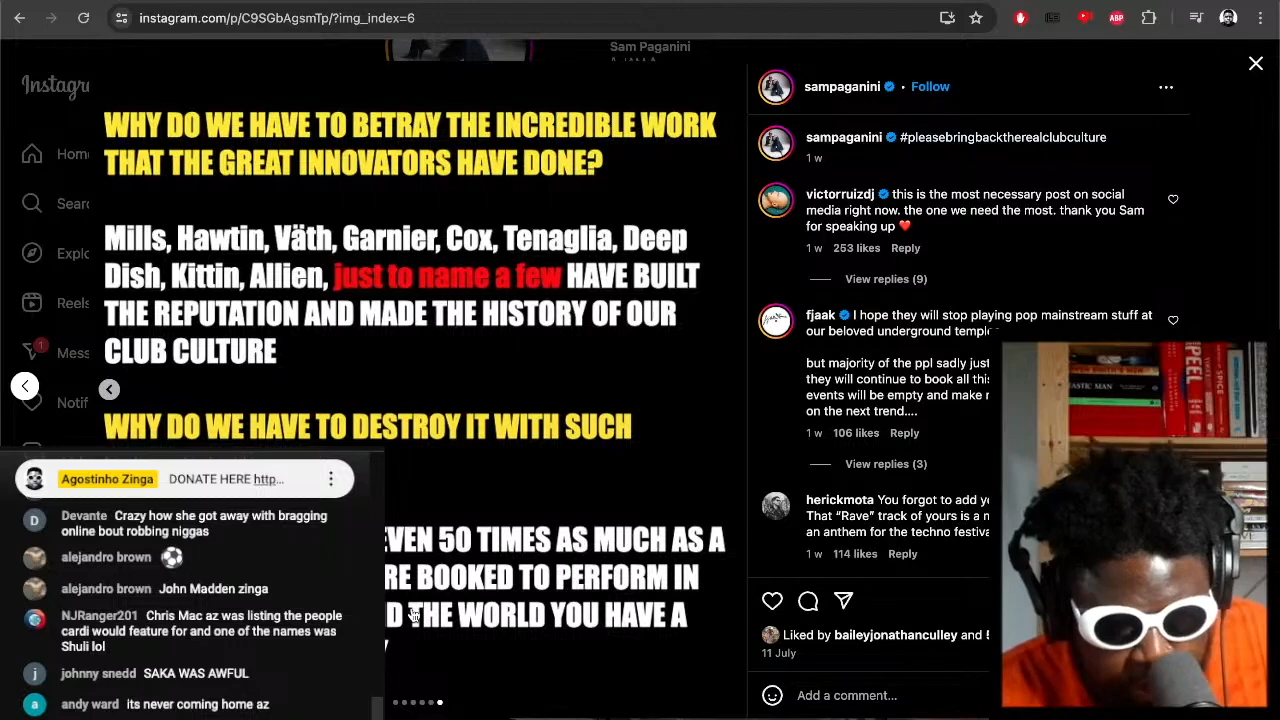 instagram.com/p/C9SGbAgsmTp/?img_index=6
ABP
Sam Paganini
Instagr
Hom
Sear
Explo
Reels
1
Mess
Notif
WHY DO WE HAVE TO BETRAY THE INCREDIBLE WORK
THAT THE GREAT INNOVATORS HAVE DONE?
Mills, Hawtin, Väth, Garnier, Cox, Tenaglia, Deep
Dish, Kittin, Allien, just to name a few HAVE BUILT
THE REPUTATION AND MADE THE HISTORY OF OUR
CLUB CULTURE
WHY DO WE HAVE TO DESTROY IT WITH SUCH
EVEN 50 TIMES AS MUCH AS A
RE BOOKED TO PERFORM IN
D THE WORLD YOU HAVE A
sampaganini • Follow
sampaganini #pleasebringbacktherealclubculture
1 w
victorruizdj this is the most necessary post on social
media right now. the one we need the most. thank you Sam
for speaking up ❤️
1 w 253 likes Reply
View replies (9)
fjaak I hope they will stop playing pop mainstream stuff at
our beloved underground temple
but majority of the ppl sadly just
they will continue to book all this
events will be empty and make
on the next trend....
1 w 106 likes Reply
View replies (3)
herickmota You forgot to add yo
That "Rave" track of yours is a
an anthem for the techno festiva
1 w 114 likes Reply
Liked by baileyjonathanculley and
11 July
Add a comment...
Agostinho Zinga DONATE HERE http...
D Devante Crazy how she got away with bragging
online bout robbing niggas
alejandro brown ⚽
alejandro brown John Madden zinga
NJRanger201 Chris Mac az was listing the people
cardi would feature for and one of the names was
Shuli lol
j johnny snedd SAKA WAS AWFUL
a andy ward its never coming home az
FANTASTIC MAN
SPEEL
SPICE